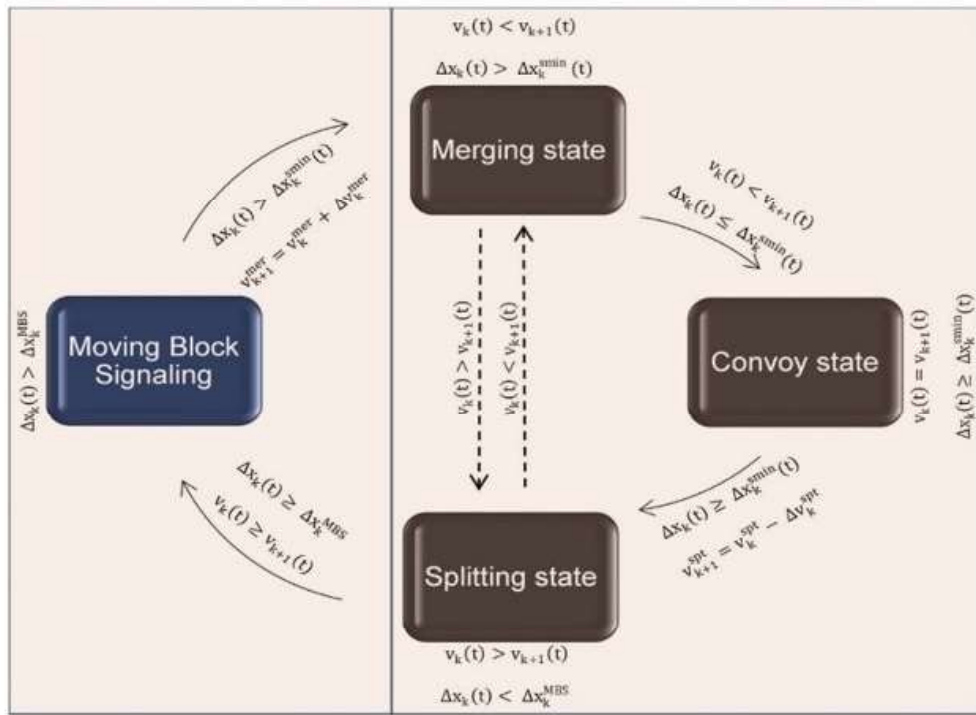 v_k(t) < v_{k+1}(t)
Δx_k(t) > Δx_k^{smin}(t)
Merging state
Δx_k(t) > Δx_k^{smin}(t)
v_{k+1}^{mer} = v_k^{mer} + Δv_k^{mer}
v_k(t) < v_{k+1}(t)
Δx_k(t) ≤ Δx_k^{smin}(t)
Δx_k(t) > Δx_k^{MBS}
Moving Block
Signaling
v_k(t) > v_{k+1}(t)
v_k(t) < v_{k+1}(t)
Convoy state
v_k(t) = v_{k+1}(t)
Δx_k(t) ≥ Δx_k^{smin}(t)
Δx_k(t) ≥ Δx_k^{MBS}
v_k(t) ≥ v_{k+1}(t)
Δx_k(t) ≥ Δx_k^{smin}(t)
v_{k+1}^{spt} = v_k^{spt} − Δv_k^{spt}
Splitting state
v_k(t) > v_{k+1}(t)
Δx_k(t) < Δx_k^{MBS}